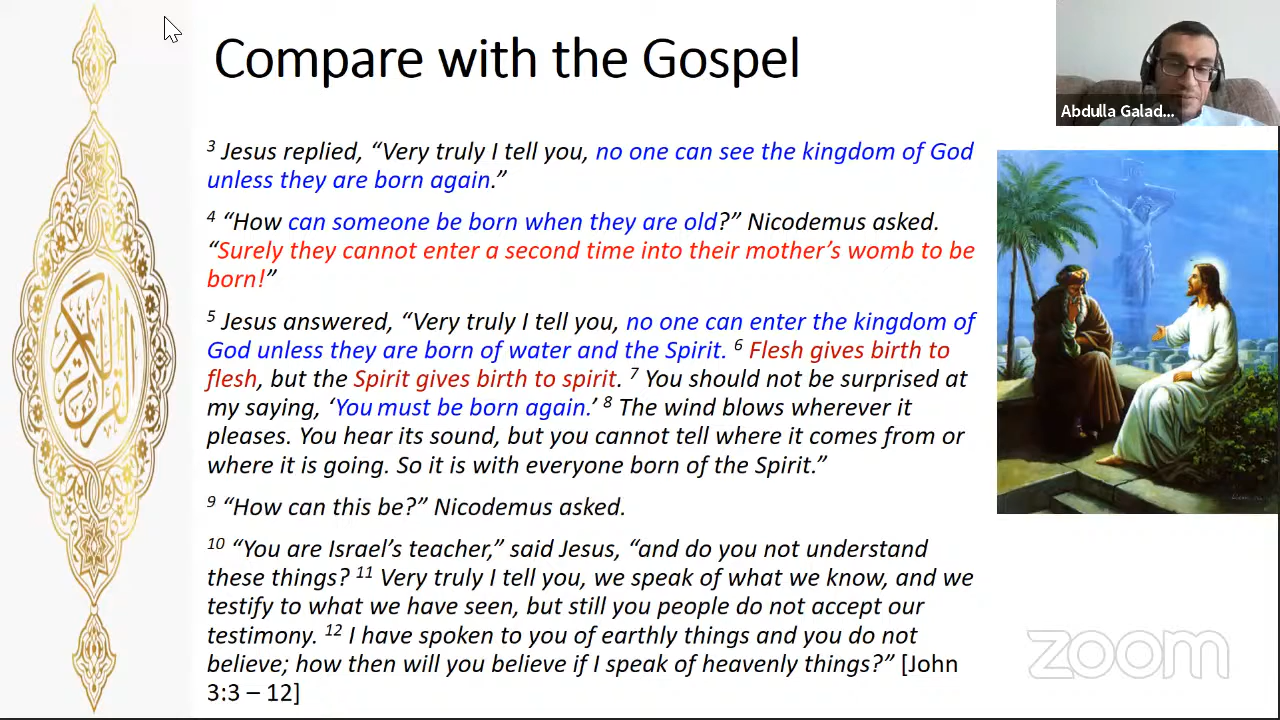 Compare with the Gospel
Abdulla Galad...
³ Jesus replied, “Very truly I tell you, no one can see the kingdom of God
unless they are born again.”
⁴ “How can someone be born when they are old?” Nicodemus asked.
“Surely they cannot enter a second time into their mother’s womb to be
born!”
⁵ Jesus answered, “Very truly I tell you, no one can enter the kingdom of
God unless they are born of water and the Spirit. ⁶ Flesh gives birth to
flesh, but the Spirit gives birth to spirit. ⁷ You should not be surprised at
my saying, ‘You must be born again.’ ⁸ The wind blows wherever it
pleases. You hear its sound, but you cannot tell where it comes from or
where it is going. So it is with everyone born of the Spirit.”
⁹ “How can this be?” Nicodemus asked.
¹⁰ “You are Israel’s teacher,” said Jesus, “and do you not understand
these things? ¹¹ Very truly I tell you, we speak of what we know, and we
testify to what we have seen, but still you people do not accept our
testimony. ¹² I have spoken to you of earthly things and you do not
believe; how then will you believe if I speak of heavenly things?” [John
3:3 – 12]
القرآن الكريم
zoom